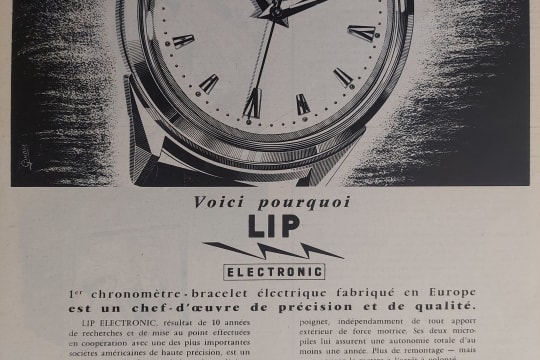 Voici pourquoi
LIP
ELECTRONIC
1er chronomètre-bracelet électrique fabriqué en Europe
est un chef-d'œuvre de précision et de qualité.
LIP ELECTRONIC, résultat de 10 années
de recherches et de mise au point effectuées
en coopération avec une des plus importantes
sociétés américaines de haute précision, est un
poignet, indépendamment de tout apport
extérieur de force motrice. Ses deux micro-
piles lui assurent une autonomie totale d'au
moins une année. Plus de remontage — mais